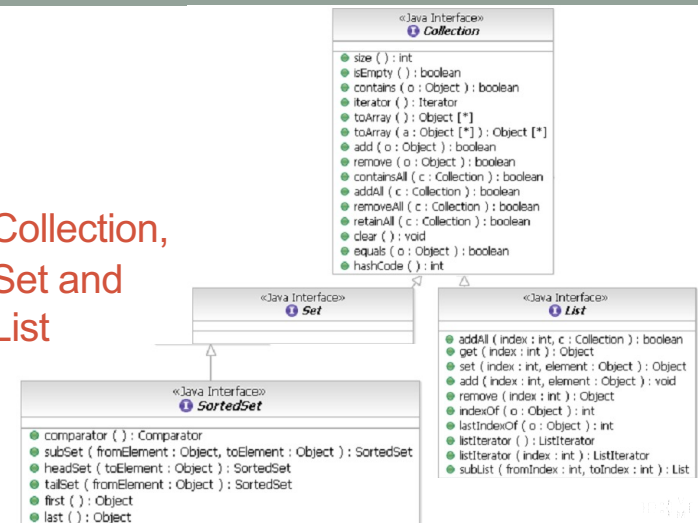 «Java Interface»
Collection
size ( ) : int
isEmpty ( ) : boolean
contains ( o : Object ) : boolean
iterator ( ) : Iterator
toArray ( ) : Object [*]
toArray ( a : Object [*] ) : Object [*]
add ( o : Object ) : boolean
remove ( o : Object ) : boolean
containsAll ( c : Collection ) : boolean
addAll ( c : Collection ) : boolean
removeAll ( c : Collection ) : boolean
retainAll ( c : Collection ) : boolean
clear ( ) : void
equals ( o : Object ) : boolean
hashCode ( ) : int
Collection,
Set and
List
«Java Interface»
Set
«Java Interface»
List
addAll ( index : int, c : Collection ) : boolean
get ( index : int ) : Object
set ( index : int, element : Object ) : Object
add ( index : int, element : Object ) : void
remove ( index : int ) : Object
indexOf ( o : Object ) : int
lastIndexOf ( o : Object ) : int
listIterator ( ) : ListIterator
listIterator ( index : int ) : ListIterator
subList ( fromIndex : int, toIndex : int ) : List
«Java Interface»
SortedSet
comparator ( ) : Comparator
subSet ( fromElement : Object, toElement : Object ) : SortedSet
headSet ( toElement : Object ) : SortedSet
tailSet ( fromElement : Object ) : SortedSet
first ( ) : Object
last ( ) : Object